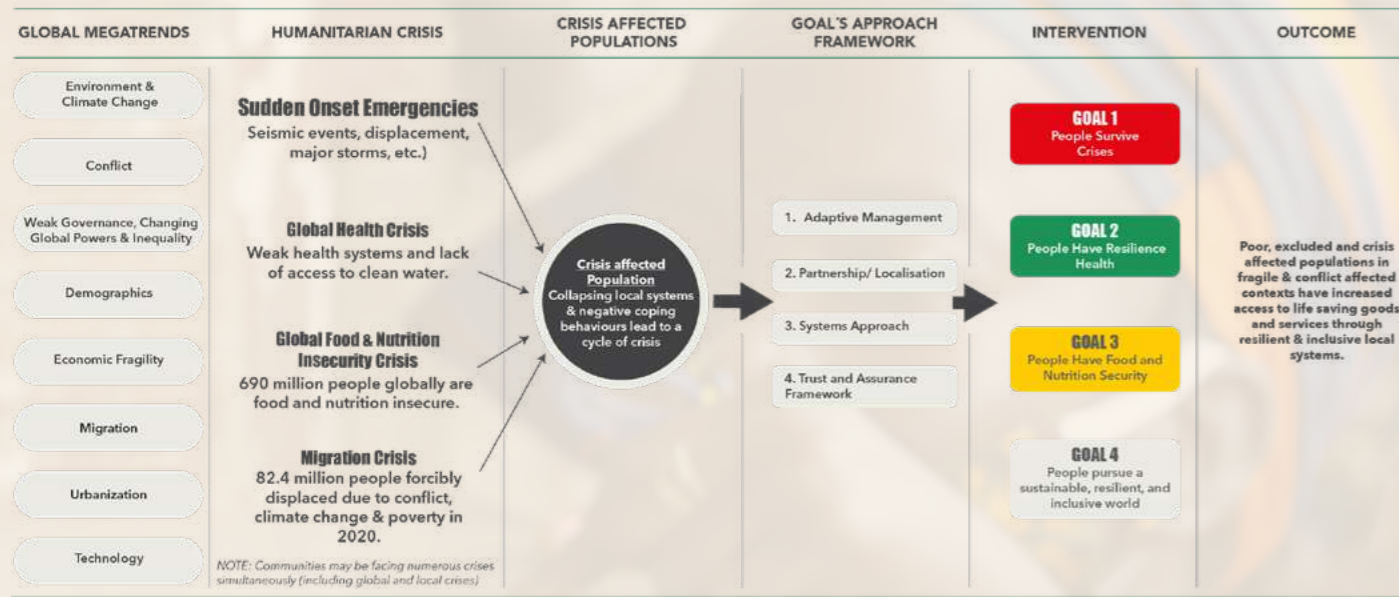 GLOBAL MEGATRENDS
HUMANITARIAN CRISIS
CRISIS AFFECTED
POPULATIONS
GOAL'S APPROACH
FRAMEWORK
INTERVENTION
OUTCOME
Environment &
Climate Change
Conflict
Weak Governance, Changing
Global Powers & Inequality
Demographics
Economic Fragility
Migration
Urbanization
Technology
Sudden Onset Emergencies
Seismic events, displacement,
major storms, etc.)
Global Health Crisis
Weak health systems and lack
of access to clean water.
Global Food & Nutrition
Insecurity Crisis
690 million people globally are
food and nutrition insecure.
Migration Crisis
82.4 million people forcibly
displaced due to conflict,
climate change & poverty in
2020.
NOTE: Communities may be facing numerous crises
simultaneously (including global and local crises)
Crisis affected
Population
Collapsing local systems
& negative coping
behaviours lead to a
cycle of crisis
1. Adaptive Management
2. Partnership/ Localisation
3. Systems Approach
4. Trust and Assurance
Framework
GOAL 1
People Survive
Crises
GOAL 2
People Have Resilience
Health
GOAL 3
People Have Food and
Nutrition Security
GOAL 4
People pursue a
sustainable, resilient, and
inclusive world
Poor, excluded and crisis
affected populations in
fragile & conflict affected
contexts have increased
access to life saving goods
and services through
resilient & inclusive local
systems.